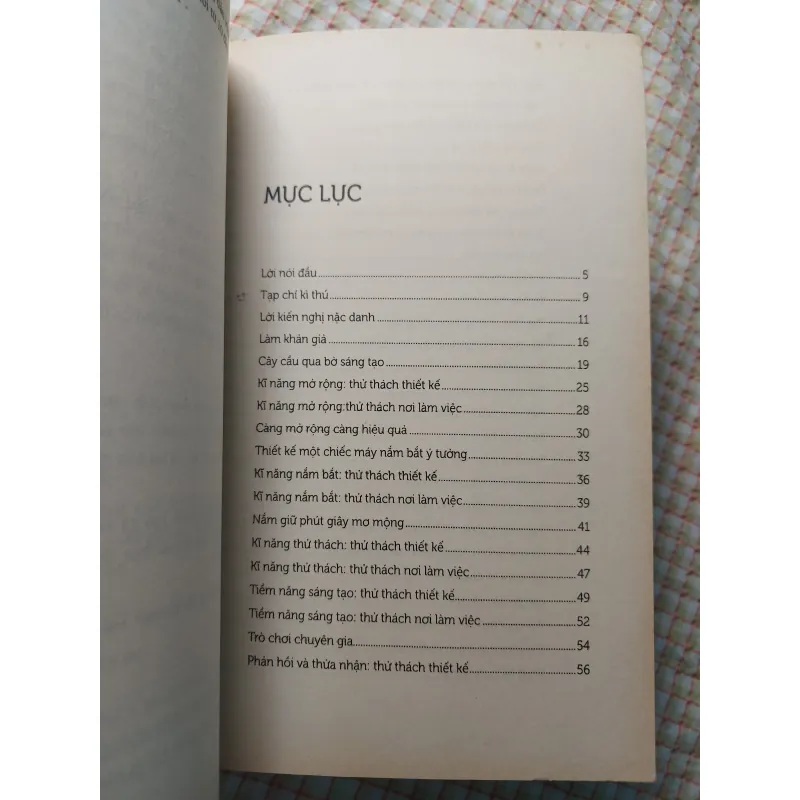 MỤC LỤC
Lời nói đầu 5
Tạp chí kì thú 9
Lời kiến nghị nặc danh 11
Làm khán giả 16
Cây cầu qua bờ sáng tạo 19
Kĩ năng mở rộng: thử thách thiết kế 25
Kĩ năng mở rộng:thử thách nơi làm việc 28
Càng mở rộng càng hiệu quả 30
Thiết kế một chiếc máy nắm bắt ý tưởng 33
Kĩ năng nắm bắt: thử thách thiết kế 36
Kĩ năng nắm bắt: thử thách nơi làm việc 39
Nắm giữ phút giây mơ mộng 41
Kĩ năng thử thách: thử thách thiết kế 44
Kĩ năng thử thách: thử thách nơi làm việc 47
Tiềm năng sáng tạo: thử thách thiết kế 49
Tiềm năng sáng tạo: thử thách nơi làm việc 52
Trò chơi chuyên gia 54
Phản hồi và thừa nhận: thử thách thiết kế 56